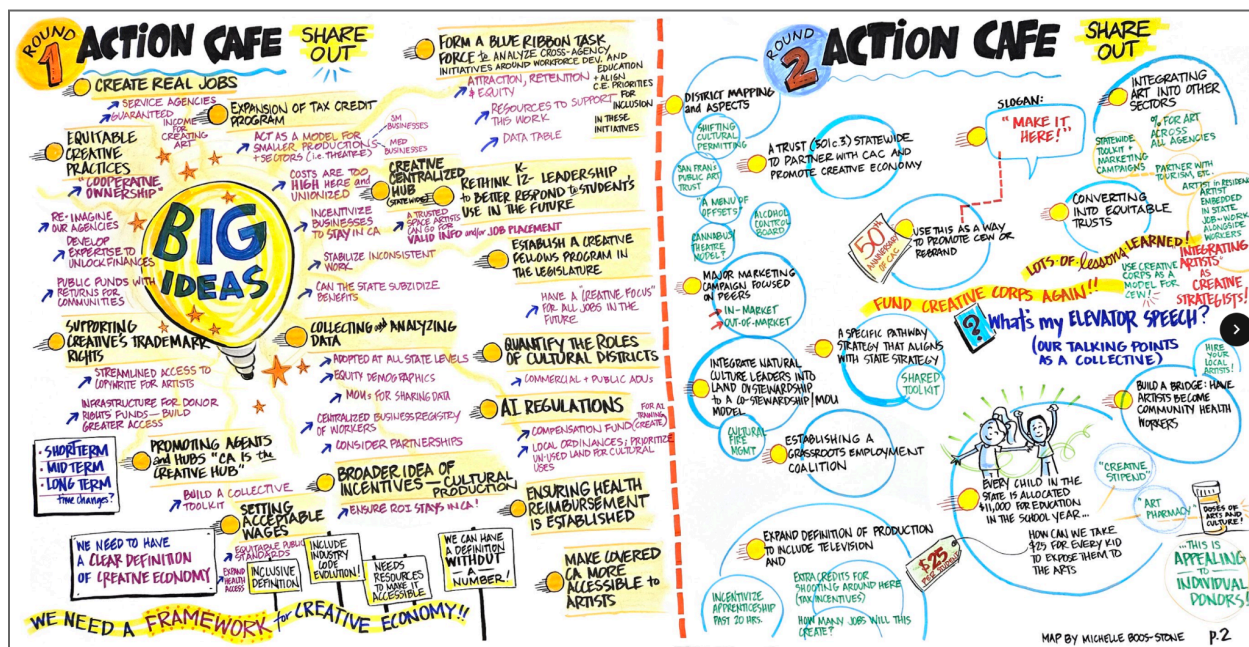 ROUND
1
ACTION CAFE
SHARE
OUT
CREATE REAL JOBS
SERVICE AGENCIES
GUARANTEED
INCOME
FOR
CREATING
ART
EQUITABLE
CREATIVE
PRACTICES
"COOPERATIVE
OWNERSHIP"
RE-IMAGINE
OUR AGENCIES
DEVELOP
EXPERTISE TO
UNLOCK FINANCES
PUBLIC FUNDS WITH
RETURNS FOR
COMMUNITIES
BIG
IDEAS
SUPPORTING
CREATIVE'S TRADEMARK
RIGHTS
STREAMLINED ACCESS TO
COPYWRITE FOR ARTISTS
INFRASTRUCTURE FOR DONOR
RIGHTS FUNDS — BUILD
GREATER ACCESS
• SHORT TERM
• MID TERM
• LONG TERM
time changes?
PROMOTING AGENTS
and HUBS "CA IS the
CREATIVE HUB"
BUILD A COLLECTIVE
TOOLKIT
SETTING
ACCEPTABLE
WAGES
EQUITABLE PUBLIC
STANDARDS
EXPAND
HEALTH
ACCESS
WE NEED TO HAVE
A CLEAR DEFINITION
OF CREATIVE ECONOMY
INCLUSIVE
DEFINITION
INCLUDE
INDUSTRY
CODE
EVOLUTION!
NEEDS
RESOURCES
TO MAKE IT
ACCESSIBLE
WE CAN HAVE
A DEFINITION
WITHOUT
— A —
NUMBER!
WE NEED A FRAMEWORK for CREATIVE ECONOMY!!
EXPANSION OF TAX CREDIT
PROGRAM
ACT AS A MODEL FOR
SMALLER PRODUCTIONS
+ SECTORS (i.e. THEATRE)
SM
BUSINESSES
MED
BUSINESSES
COSTS ARE TOO
HIGH HERE and
UNIONIZED
INCENTIVIZE
BUSINESSES
TO STAY IN CA
STABILIZE INCONSISTENT
WORK
CAN THE STATE SUBSIDIZE
BENEFITS
CREATIVE
CENTRALIZED
HUB
(STATEWIDE)
A TRUSTED
SPACE ARTISTS
CAN GO FOR
VALID INFO and/or JOB PLACEMENT
COLLECTING and ANALYZING
DATA
ADOPTED AT ALL STATE LEVELS
EQUITY DEMOGRAPHICS
MOUs FOR SHARING DATA
CENTRALIZED BUSINESS REGISTRY
OF WORKERS
CONSIDER PARTNERSHIPS
BROADER IDEA OF
INCENTIVES — CULTURAL
PRODUCTION
ENSURE ROI STAYS IN CA!
FORM A BLUE RIBBON TASK
FORCE to ANALYZE CROSS-AGENCY
INITIATIVES AROUND WORKFORCE DEV. AND
EDUCATION
+ ALIGN
C.E. PRIORITIES
FOR
INCLUSION
IN THESE
INITIATIVES
ATTRACTION, RETENTION
& EQUITY
RESOURCES TO SUPPORT
THIS WORK
DATA TABLE
RETHINK K-12- LEADERSHIP
TO BETTER RESPOND to STUDENT'S
USE IN THE FUTURE
ESTABLISH A CREATIVE
FELLOWS PROGRAM IN
THE LEGISLATURE
HAVE A "CREATIVE FOCUS"
FOR ALL JOBS IN THE
FUTURE
QUANTIFY THE ROLES
OF CULTURAL DISTRICTS
COMMERCIAL + PUBLIC ADUs
AI REGULATIONS
COMPENSATION FUND
FOR AI
TRAINING
(CREATE)
LOCAL ORDINANCES; PRIORITIZE
UN-USED LAND FOR CULTURAL
USES
ENSURING HEALTH
REIMBURSEMENT
IS ESTABLISHED
MAKE COVERED
CA MORE
ACCESSIBLE to
ARTISTS
ROUND
2
ACTION CAFE
SHARE
OUT
DISTRICT MAPPING
and ASPECTS
SHIFTING
CULTURAL
PERMITTING
SAN FRAN:
PUBLIC ART
TRUST
"A MENU OF
OFFSETS"
ALCOHOL
CONTROL
BOARD
CANNABUS/
THEATRE
MODEL?
MAJOR MARKETING
CAMPAIGN FOCUSED
ON PEERS
IN-MARKET
OUT-OF-MARKET
INTEGRATE NATURAL
CULTURE LEADERS INTO
LAND STEWARDSHIP
TO A CO-STEWARDSHIP/MOU
MODEL
CULTURAL
FIRE
MGMT
A TRUST (501c.3) STATEWIDE
TO PARTNER WITH CAC AND
PROMOTE CREATIVE ECONOMY
50th
ANNIVERSARY
OF CAC
USE THIS AS A WAY
TO PROMOTE CEW OR
REBRAND
SLOGAN:
"MAKE IT
HERE!"
INTEGRATING
ART INTO OTHER
SECTORS
STATEWIDE
TOOLKIT +
MARKETING
CAMPAIGNS
% FOR ART
ACROSS
ALL AGENCIES
PARTNER WITH
TOURISM, ETC.
CONVERTING
INTO EQUITABLE
TRUSTS
ARTIST
EMBEDDED
IN STATE
JOB - WORK
ALONGSIDE
WORKERS
LOTS OF lessons LEARNED!
FUND CREATIVE CORPS AGAIN!!
USE CREATIVE
CORPS AS A
MODEL FOR
CEW!
INTEGRATING
ARTISTS AS
CREATIVE
STRATEGISTS!
?
What's my ELEVATOR SPEECH?
(OUR TALKING POINTS
AS A COLLECTIVE)
HIRE
YOUR
LOCAL
ARTISTS!
A SPECIFIC PATHWAY
STRATEGY THAT ALIGNS
WITH STATE STRATEGY
SHARED
TOOLKIT
BUILD A BRIDGE: HAVE
ARTISTS BECOME
COMMUNITY HEALTH
WORKERS
ESTABLISHING A
GRASSROOTS EMPLOYMENT
COALITION
EVERY CHILD IN THE
STATE IS ALLOCATED
$11,000 FOR EDUCATION
IN THE SCHOOL YEAR...
HOW CAN WE TAKE
$25 FOR EVERY KID
TO EXPOSE THEM TO
THE ARTS
"CREATIVE
STIPEND"
"ART
PHARMACY"
DOSES OF
ARTS AND
CULTURE!
...THIS IS
APPEALING
TO
INDIVIDUAL
DONORS!
EXPAND DEFINITION OF PRODUCTION
TO INCLUDE TELEVISION
AND
$25
INCENTIVIZE
APPRENTICESHIP
PAST 20 HRS.
EXTRA CREDITS FOR
SHOOTING AROUND HERE
(TAX INCENTIVES)
HOW MANY JOBS WILL THIS
CREATE?
MAP BY MICHELLE BOOS-STONE
p.2